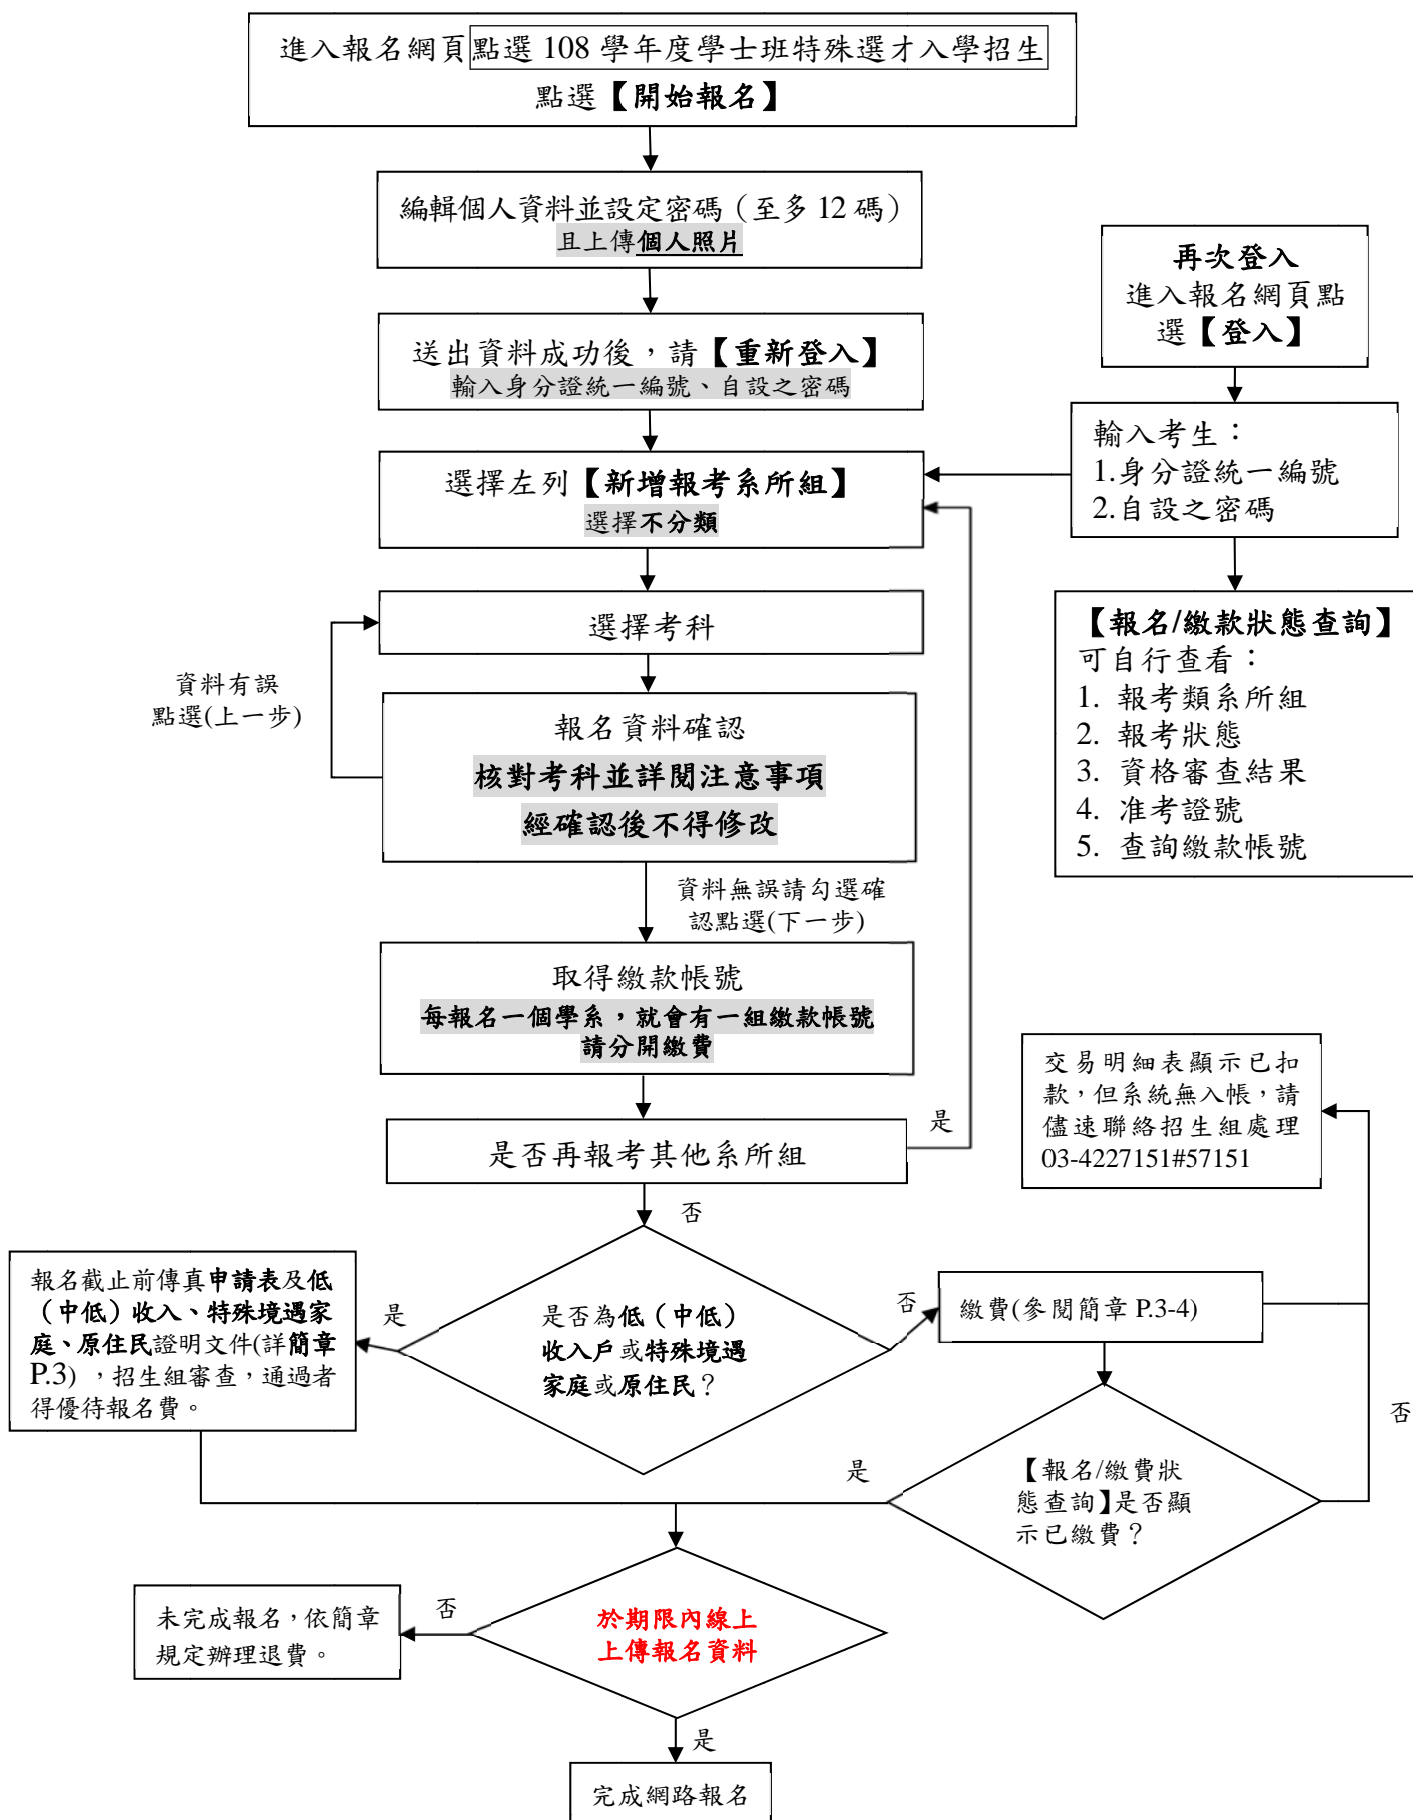 進入報名網頁點選 108 學年度學士班特殊選才入學招生
點選【開始報名】
編輯個人資料並設定密碼（至多 12 碼）
且上傳個人照片
再次登入
進入報名網頁點
選【登入】
送出資料成功後，請【重新登入】
輸入身分證統一編號、自設之密碼
輸入考生：
1.身分證統一編號
2.自設之密碼
選擇左列【新增報考系所組】
選擇不分類
選擇考科
【報名/繳款狀態查詢】
可自行查看：
1. 報考類系所組
2. 報考狀態
3. 資格審查結果
4. 准考證號
5. 查詢繳款帳號
資料有誤
點選(上一步)
報名資料確認
核對考科並詳閱注意事項
經確認後不得修改
資料無誤請勾選確
認點選(下一步)
取得繳款帳號
每報名一個學系，就會有一組繳款帳號
請分開繳費
交易明細表顯示已扣
款，但系統無入帳，請
儘速聯絡招生組處理
03-4227151#57151
是否再報考其他系所組
是
否
報名截止前傳真申請表及低
（中低）收入、特殊境遇家
庭、原住民證明文件(詳簡章
P.3) ，招生組審查，通過者
得優待報名費。
是
是否為低（中低）
收入戶或特殊境遇
家庭或原住民？
否
繳費(參閱簡章 P.3-4)
否
是
【報名/繳費狀
態查詢】是否顯
示已繳費？
未完成報名，依簡章
規定辦理退費。
否
於期限內線上
上傳報名資料
是
完成網路報名